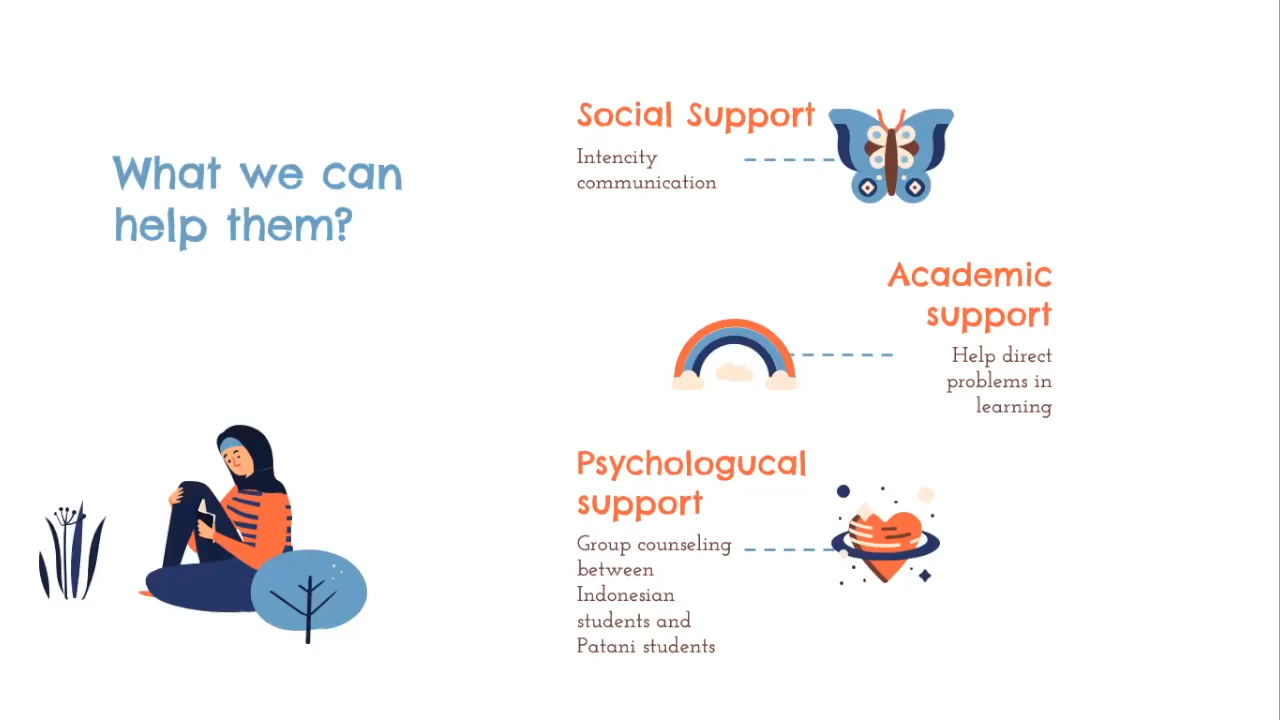 What we can
help them?
Social Support
Intencity
communication
Academic
support
Help direct
problems in
learning
Psychologucal
support
Group counseling
between
Indonesian
students and
Patani students